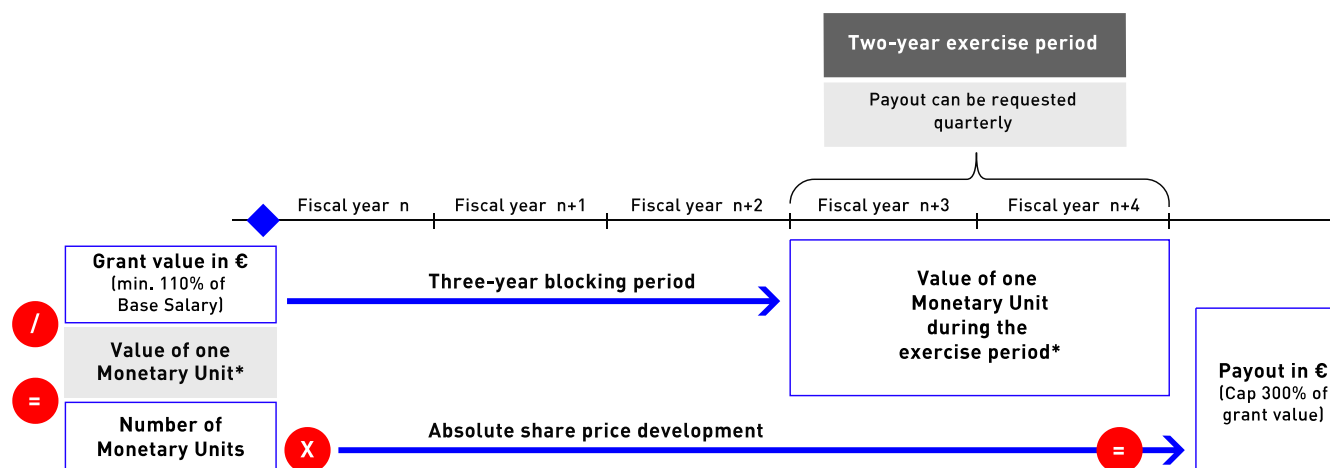 Two-year exercise period
Payout can be requested
quarterly
Fiscal year n
Fiscal year n+1
Fiscal year n+2
Fiscal year n+3
Fiscal year n+4
Grant value in €
(min. 110% of
Base Salary)
/
Value of one
Monetary Unit*
=
Number of
Monetary Units
Three-year blocking period
Value of one
Monetary Unit
during the
exercise period*
X
Absolute share price development
=
Payout in €
(Cap 300% of
grant value)